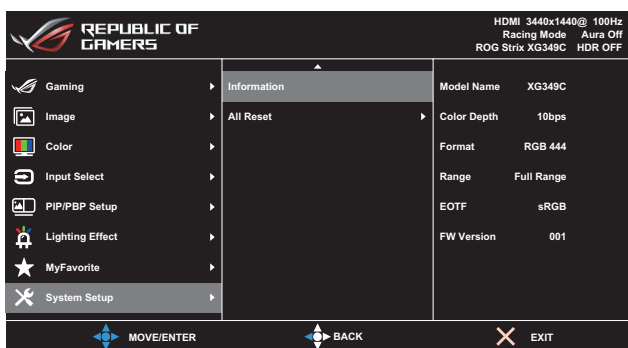 REPUBLIC OF
GAMERS
HDMI 3440x1440@ 100Hz
Racing Mode Aura Off
ROG Strix XG349C HDR OFF
Gaming
Image
Color
Input Select
PIP/PBP Setup
Lighting Effect
MyFavorite
System Setup
Information
All Reset
Model Name XG349C
Color Depth 10bps
Format RGB 444
Range Full Range
EOTF sRGB
FW Version 001
MOVE/ENTER
BACK
EXIT